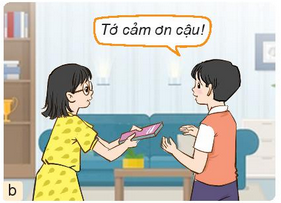 Tớ cảm ơn cậu!
b